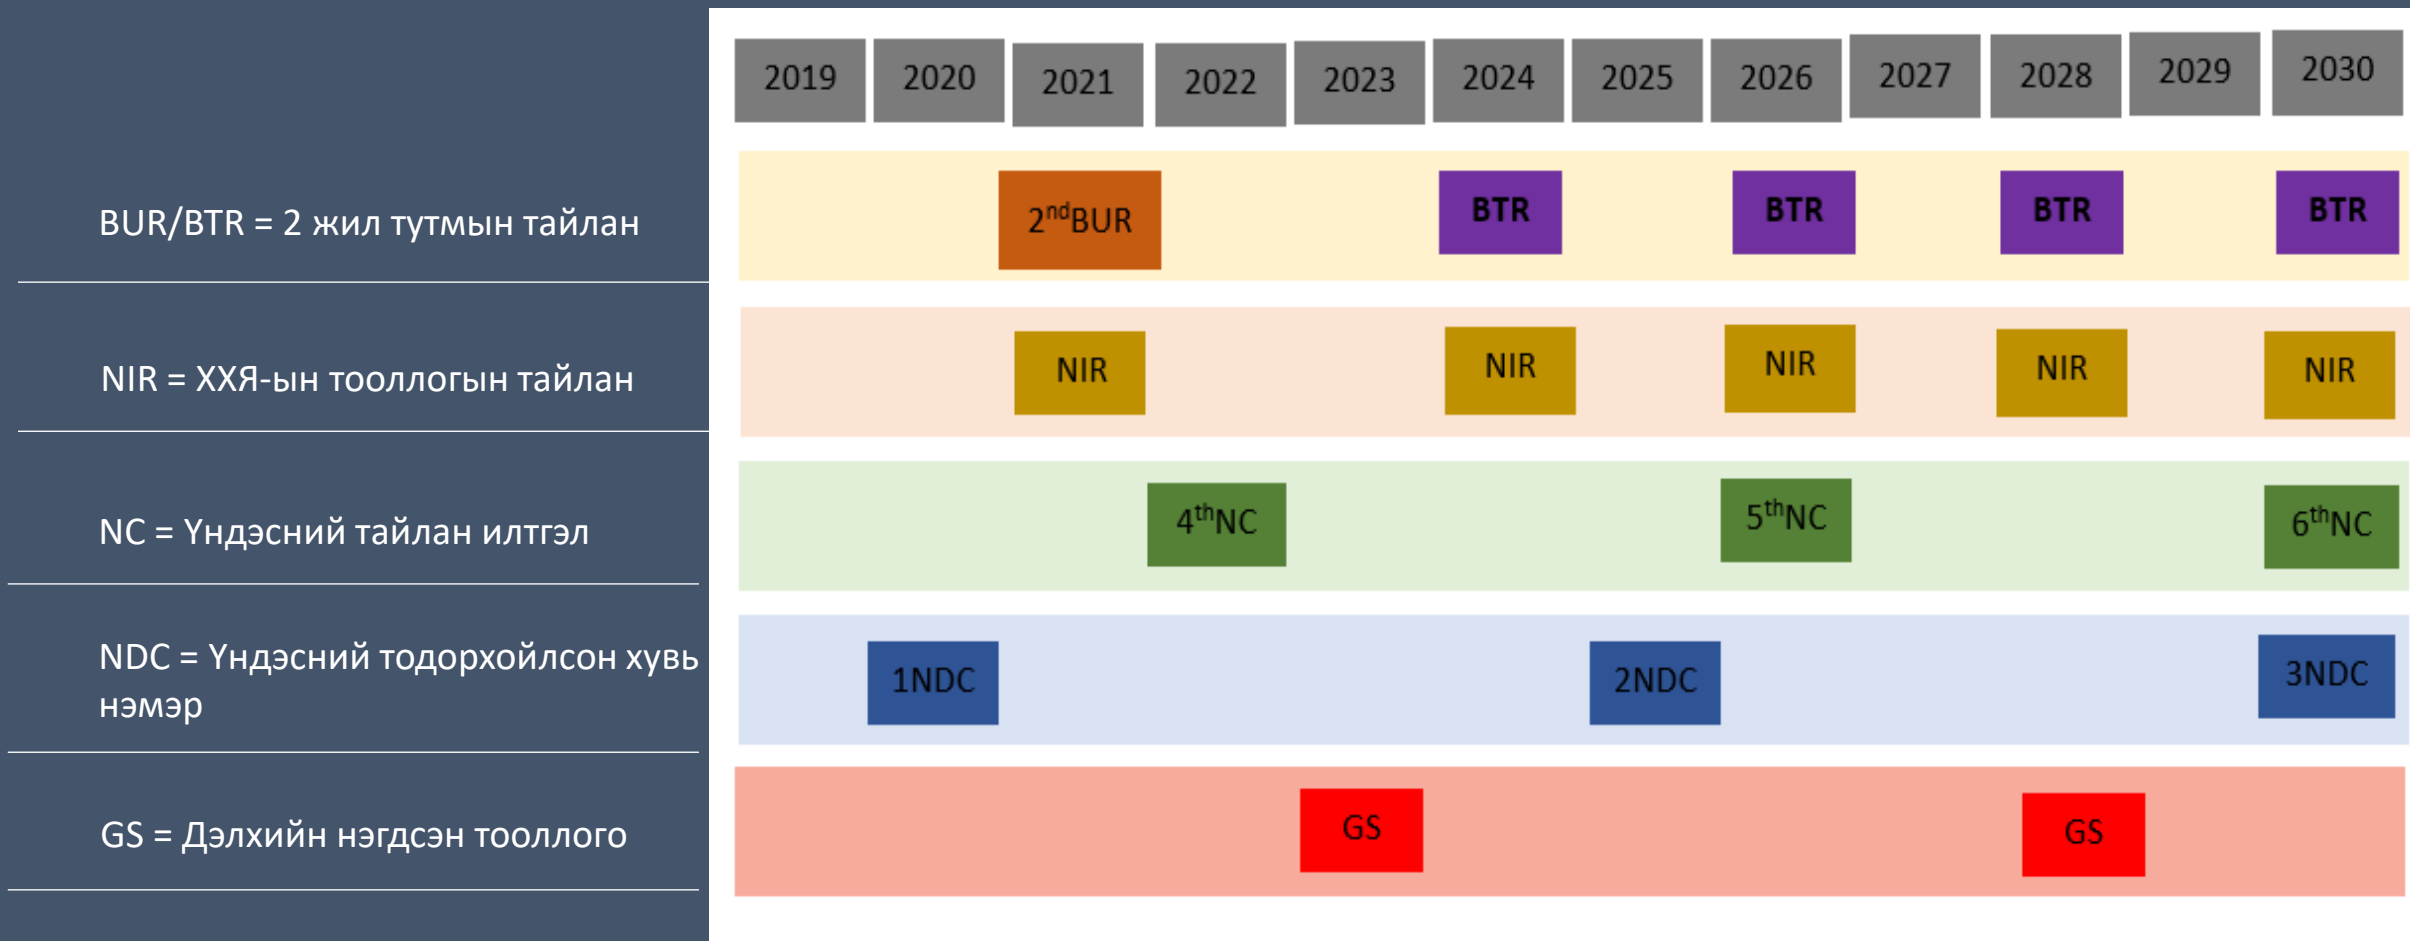 2019 2020 2021 2022 2023 2024 2025 2026 2027 2028 2029 2030
BUR/BTR = 2 жил тутмын тайлан
2ndBUR BTR BTR BTR BTR
NIR = ХХЯ-ын тооллогын тайлан
NIR NIR NIR NIR NIR
NC = Үндэсний тайлан илтгэл
4thNC 5thNC 6thNC
NDC = Үндэсний тодорхойлсон хувь
нэмэр
1NDC 2NDC 3NDC
GS = Дэлхийн нэгдсэн тооллого
GS GS